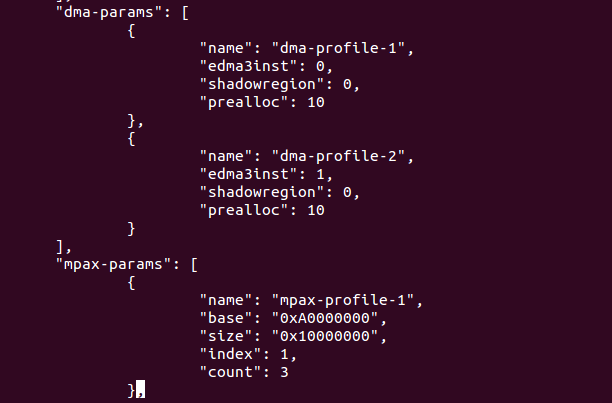 ],
"dma-params": [
{
"name": "dma-profile-1",
"edma3inst": 0,
"shadowregion": 0,
"prealloc": 10
},
{
"name": "dma-profile-2",
"edma3inst": 1,
"shadowregion": 0,
"prealloc": 10
}
],
"mpax-params": [
{
"name": "mpax-profile-1",
"base": "0xA0000000",
"size": "0x10000000",
"index": 1,
"count": 3
},